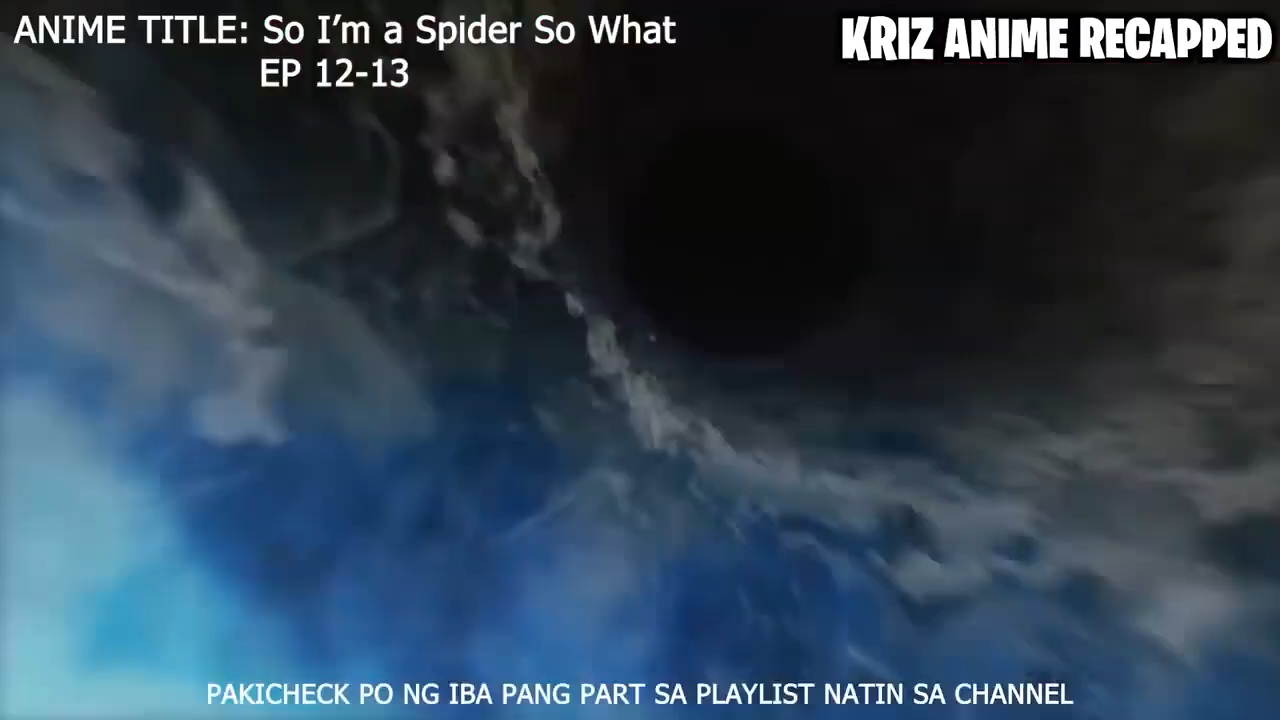 ANIME TITLE: So I’m a Spider So What
EP 12-13
KRIZ ANIME RECAPPED
PAKICHECK PO NG IBA PANG PART SA PLAYLIST NATIN SA CHANNEL